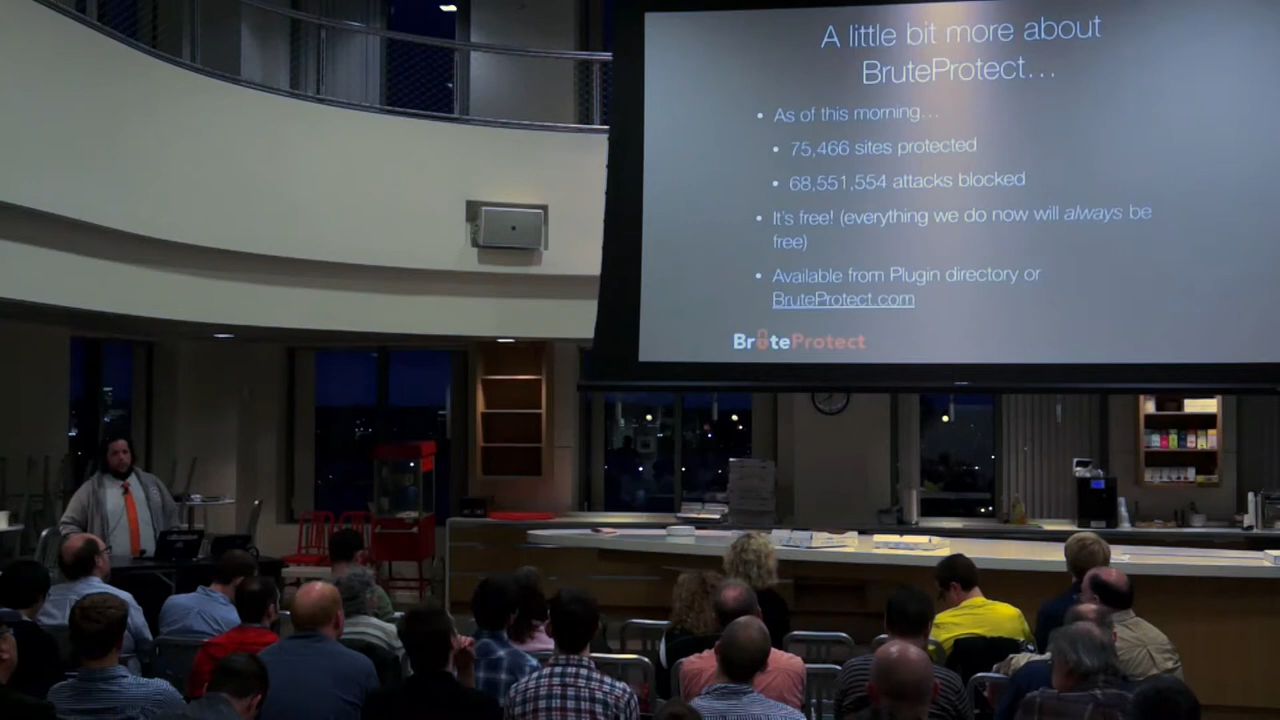 A little bit more about
BruteProtect...
• As of this morning...
• 75,466 sites protected
• 68,551,554 attacks blocked
• It's free! (everything we do now will always be
free)
• Available from Plugin directory or
BruteProtect.com
BruteProtect